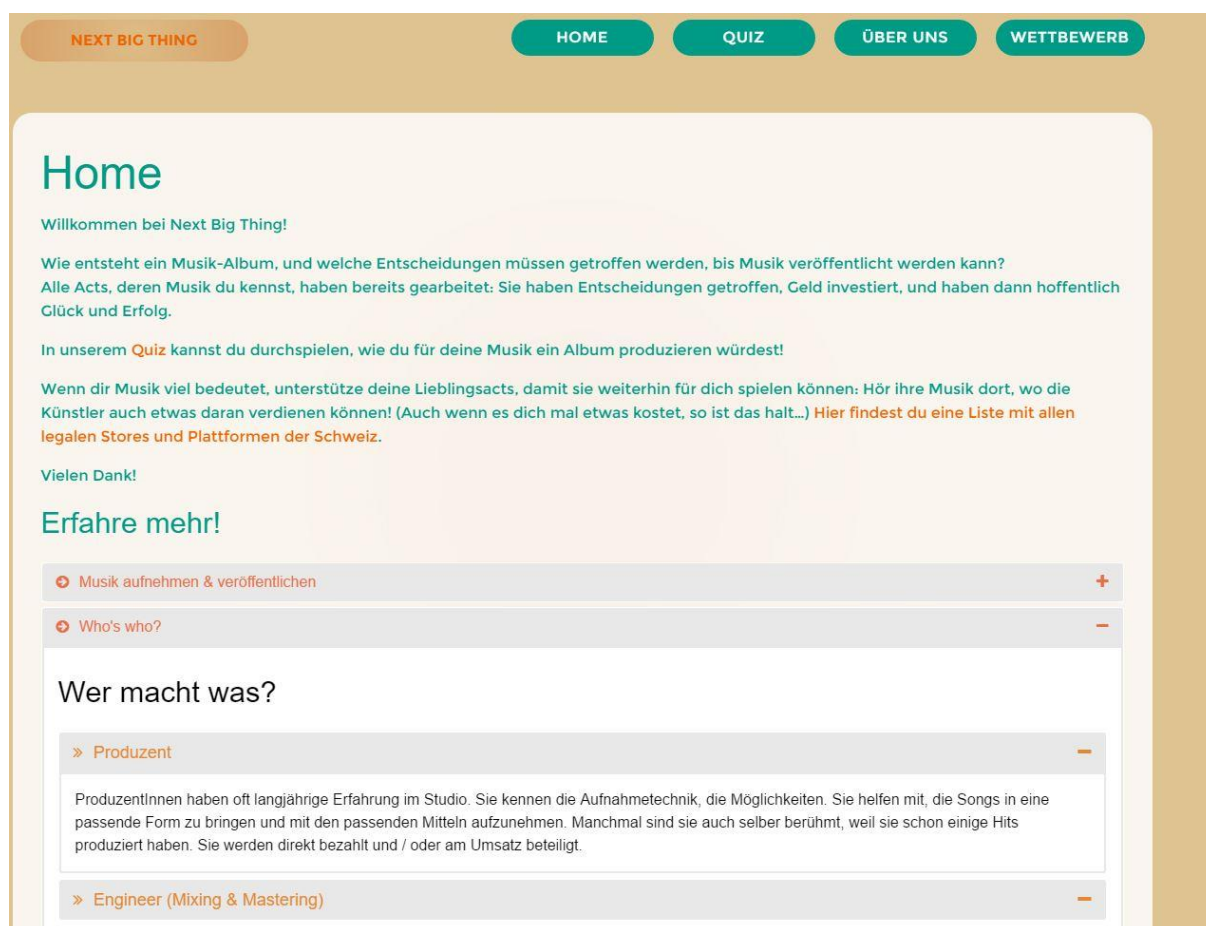 NEXT BIG THING
HOME
QUIZ
ÜBER UNS
WETTBEWERB
Home
Willkommen bei Next Big Thing!
Wie entsteht ein Musik-Album, und welche Entscheidungen müssen getroffen werden, bis Musik veröffentlicht werden kann?
Alle Acts, deren Musik du kennst, haben bereits gearbeitet: Sie haben Entscheidungen getroffen, Geld investiert, und haben dann hoffentlich
Glück und Erfolg.
In unserem Quiz kannst du durchspielen, wie du für deine Musik ein Album produzieren würdest!
Wenn dir Musik viel bedeutet, unterstütze deine Lieblingsacts, damit sie weiterhin für dich spielen können: Hör ihre Musik dort, wo die
Künstler auch etwas daran verdienen können! (Auch wenn es dich mal etwas kostet, so ist das halt...) Hier findest du eine Liste mit allen
legalen Stores und Plattformen der Schweiz.
Vielen Dank!
Erfahre mehr!
Musik aufnehmen & veröffentlichen
Who's who?
Wer macht was?
» Produzent
ProduzentInnen haben oft langjährige Erfahrung im Studio. Sie kennen die Aufnahmetechnik, die Möglichkeiten. Sie helfen mit, die Songs in eine
passende Form zu bringen und mit den passenden Mitteln aufzunehmen. Manchmal sind sie auch selber berühmt, weil sie schon einige Hits
produziert haben. Sie werden direkt bezahlt und / oder am Umsatz beteiligt.
» Engineer (Mixing & Mastering)